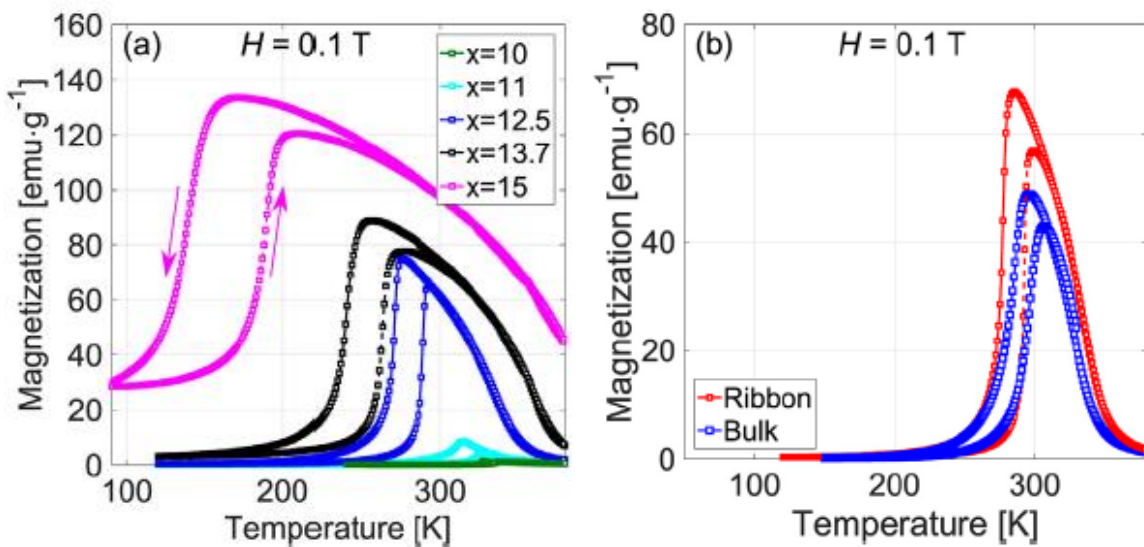 (a)
H = 0.1 T
x=10
x=11
x=12.5
x=13.7
x=15
Magnetization [emu·g⁻¹]
160
140
120
100
80
60
40
20
0
100
200
300
Temperature [K]
(b)
H = 0.1 T
Ribbon
Bulk
Magnetization [emu·g⁻¹]
80
60
40
20
0
100
200
300
Temperature [K]